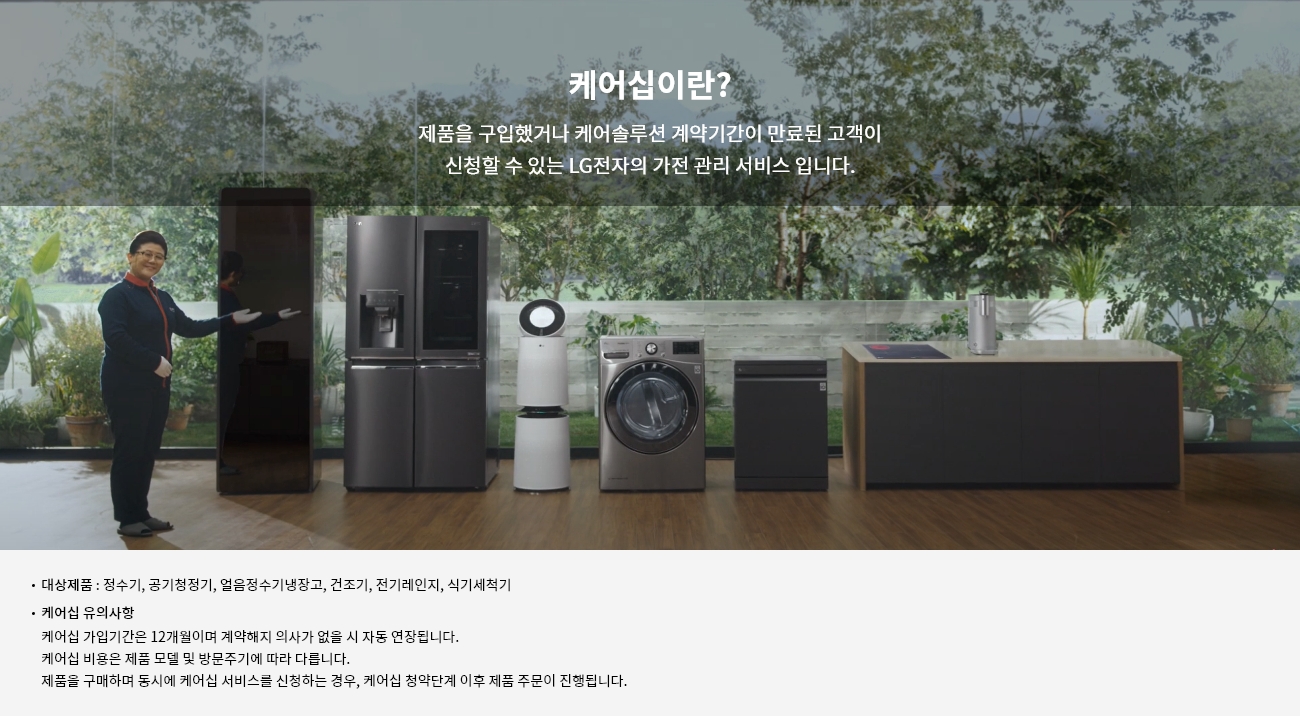 케어십이란?
제품을 구입했거나 케어솔루션 계약기간이 만료된 고객이
신청할 수 있는 LG전자의 가전 관리 서비스 입니다.
• 대상제품 : 정수기, 공기청정기, 얼음정수기냉장고, 건조기, 전기레인지, 식기세척기
• 케어십 유의사항
케어십 가입기간은 12개월이며 계약해지 의사가 없을 시 자동 연장됩니다.
케어십 비용은 제품 모델 및 방문주기에 따라 다릅니다.
제품을 구매하며 동시에 케어십 서비스를 신청하는 경우, 케어십 청약단계 이후 제품 주문이 진행됩니다.